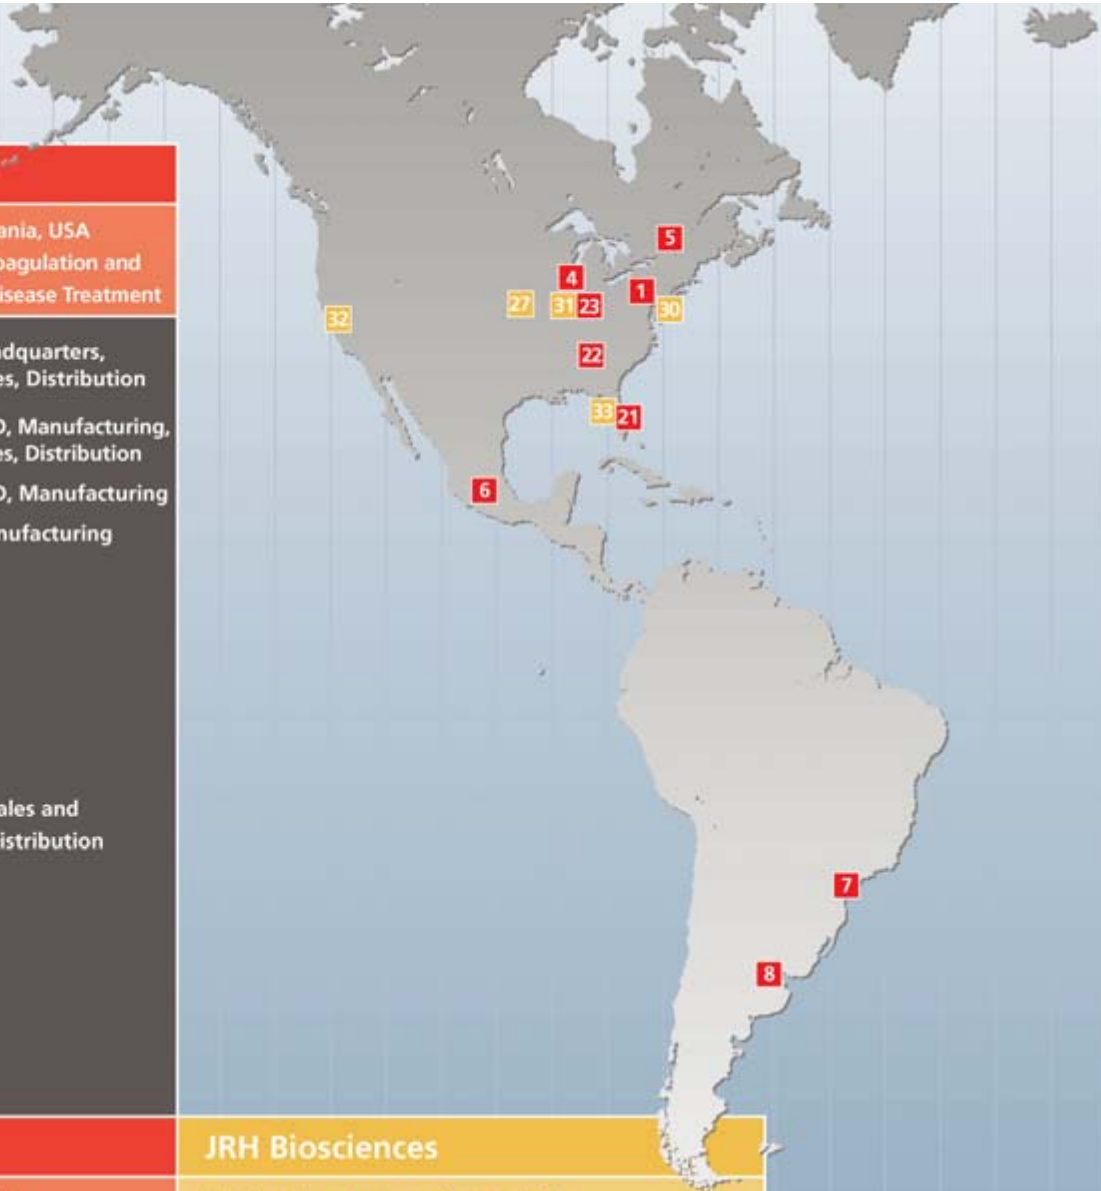 ania, USA
oagulation and
isease Treatment
adquarters,
es, Distribution
D, Manufacturing,
es, Distribution
D, Manufacturing
nufacturing
ales and
istribution
5
4
1
27
31
23
30
32
22
33
21
6
7
8
JRH Biosciences